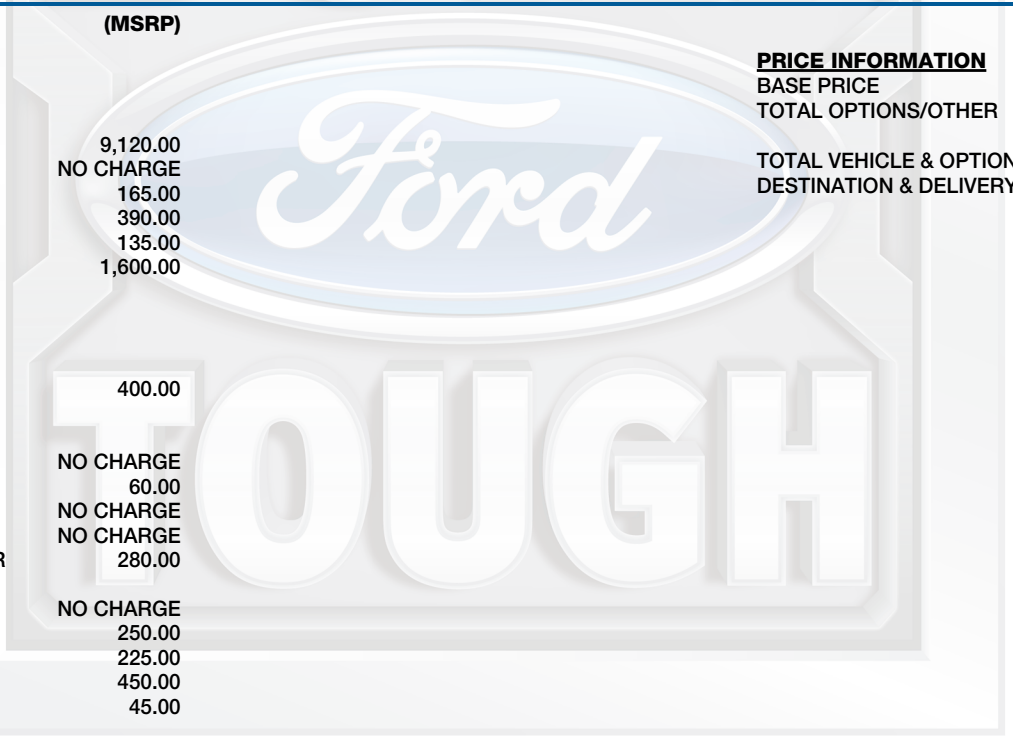 (MSRP)
9,120.00
NO CHARGE
165.00
390.00
135.00
1,600.00
400.00
NO CHARGE
60.00
NO CHARGE
NO CHARGE
R 280.00
NO CHARGE
250.00
225.00
450.00
45.00
PRICE INFORMATION
BASE PRICE
TOTAL OPTIONS/OTHER
TOTAL VEHICLE & OPTION
DESTINATION & DELIVERY
Ford
TOUGH